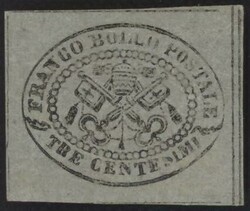 FRANCO BOLLO POSTALE
TRE CENTESIMI